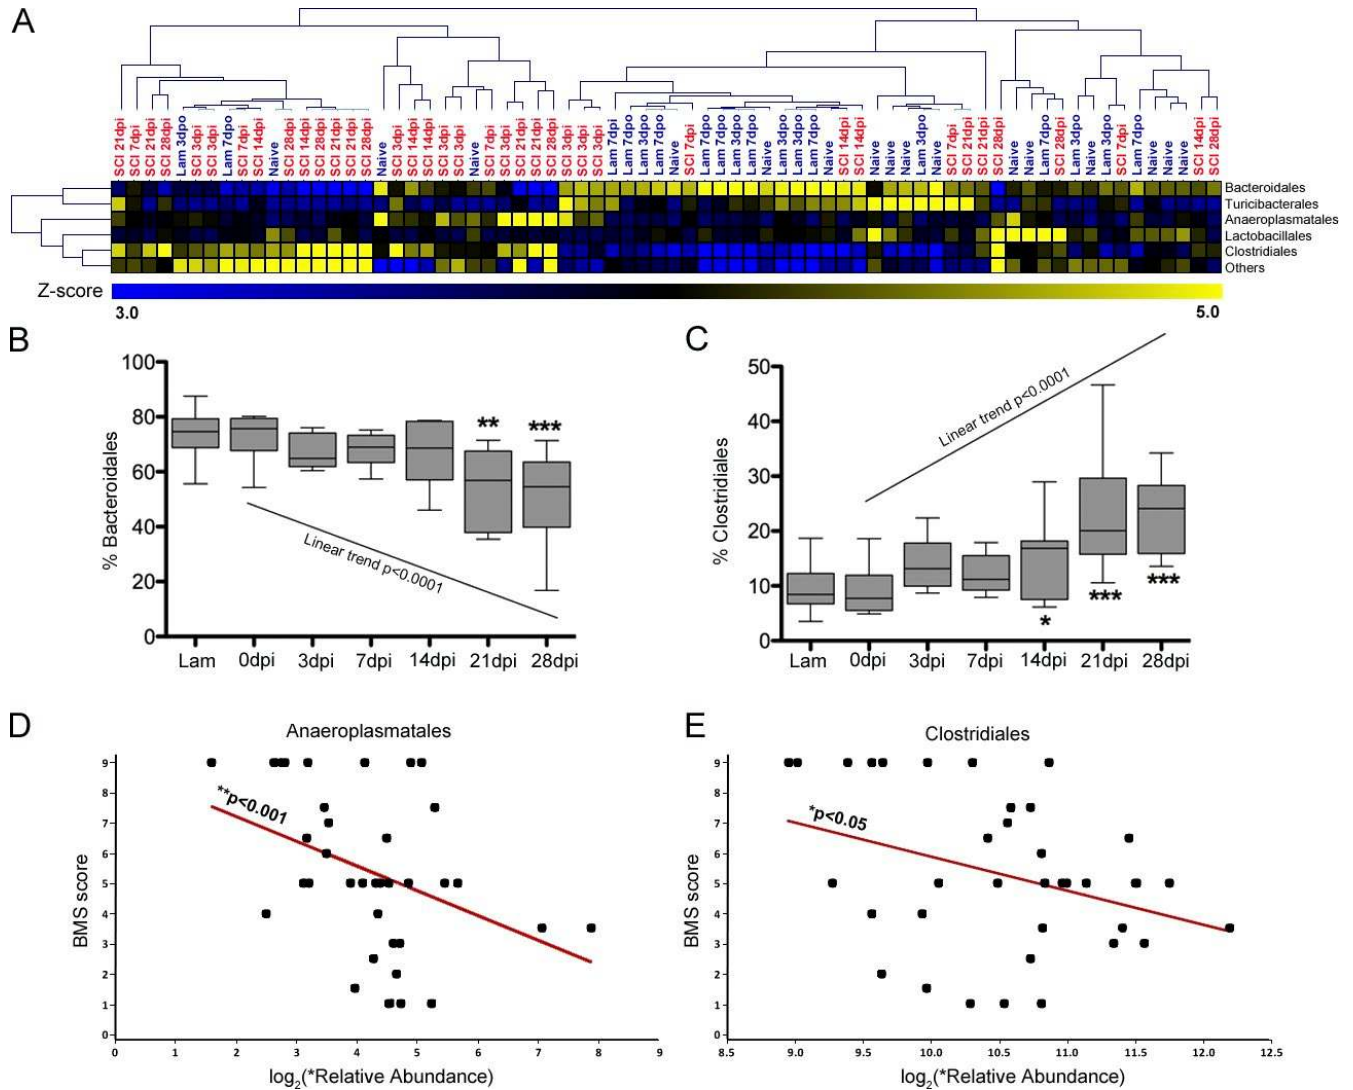 A
SCI 21dpi
SCI 7dpi
SCI 21dpi
SCI 28dpi
Lam 3dpo
SCI 3dpi
SCI 3dpi
Lam 7dpo
SCI 7dpi
SCI 14dpi
Naive
SCI 28dpi
SCI 14dpi
SCI 28dpi
SCI 21dpi
SCI 21dpi
SCI 28dpi
Naive
SCI 3dpi
SCI 14dpi
SCI 14dpi
SCI 3dpi
SCI 3dpi
Naive
SCI 7dpi
SCI 3dpi
SCI 21dpi
SCI 21dpi
SCI 28dpi
SCI 3dpi
SCI 3dpi
SCI 3dpi
Lam 7dpi
Lam 7dpo
Lam 7dpo
Lam 7dpo
Naive
SCI 7dpi
Lam 7dpo
Lam 7dpo
Lam 3dpo
Lam 7dpo
Naive
Lam 3dpo
Lam 3dpo
Lam 7dpo
Naive
SCI 14dpi
SCI 14dpi
Naive
Naive
Naive
Lam 3dpo
Naive
SCI 7dpi
SCI 21dpi
SCI 21dpi
SCI 28dpi
Naive
Naive
Lam 7dpo
SCI 28dpi
Lam 3dpo
Lam 3dpo
Lam 3dpo
SCI 7dpi
Lam 7dpo
Naive
Naive
Naive
SCI 14dpi
SCI 28dpi
Bacteroidales
Turicibacterales
Anaeroplasmatales
Lactobacillales
Clostridiales
Others
Z-score
3.0 5.0
B
% Bacteroidales
100
80
60
40
20
0
** ***
Linear trend p<0.0001
Lam 0dpi 3dpi 7dpi 14dpi 21dpi 28dpi
C
% Clostridiales
50
40
30
20
10
0
Linear trend p<0.0001
* *** ***
Lam 0dpi 3dpi 7dpi 14dpi 21dpi 28dpi
D
Anaeroplasmatales
BMS score
9
8
7
6
5
4
3
2
1
0
**p<0.001
0 1 2 3 4 5 6 7 8 9
log2(*Relative Abundance)
E
Clostridiales
BMS score
9
8
7
6
5
4
3
2
1
0
*p<0.05
8.5 9.0 9.5 10.0 10.5 11.0 11.5 12.0 12.5
log2(*Relative Abundance)